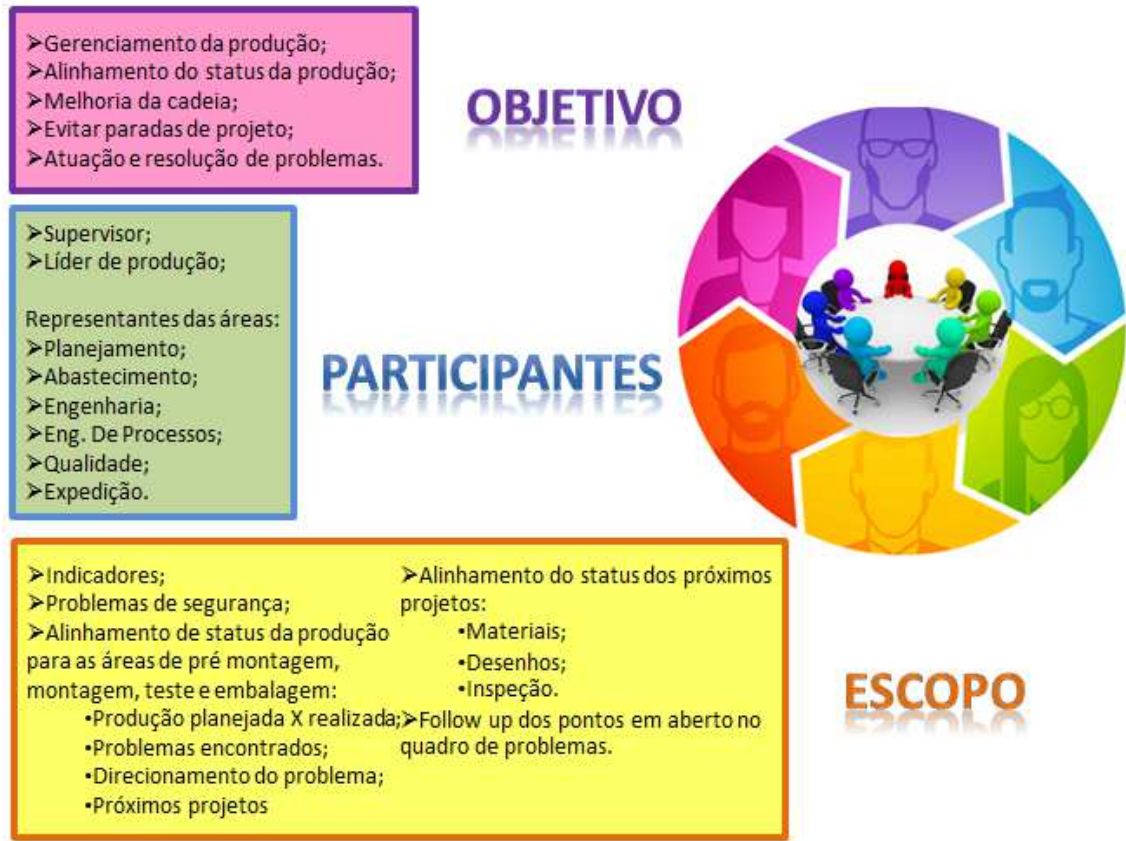 ➤Gerenciamento da produção;
➤Alinhamento do status da produção;
➤Melhoria da cadeia;
➤Evitar paradas de projeto;
➤Atuação e resolução de problemas.
OBJETIVO
➤Supervisor;
➤Líder de produção;
Representantes das áreas:
➤Planejamento;
➤Abastecimento;
➤Engenharia;
➤Eng. De Processos;
➤Qualidade;
➤Expedição.
PARTICIPANTES
➤Indicadores;
➤Problemas de segurança;
➤Alinhamento de status da produção
para as áreas de pré montagem,
montagem, teste e embalagem:
•Produção planejada X realizada;
•Problemas encontrados;
•Direcionamento do problema;
•Próximos projetos
➤Alinhamento do status dos próximos
projetos:
•Materiais;
•Desenhos;
•Inspeção.
➤Follow up dos pontos em aberto no
quadro de problemas.
ESCOPO